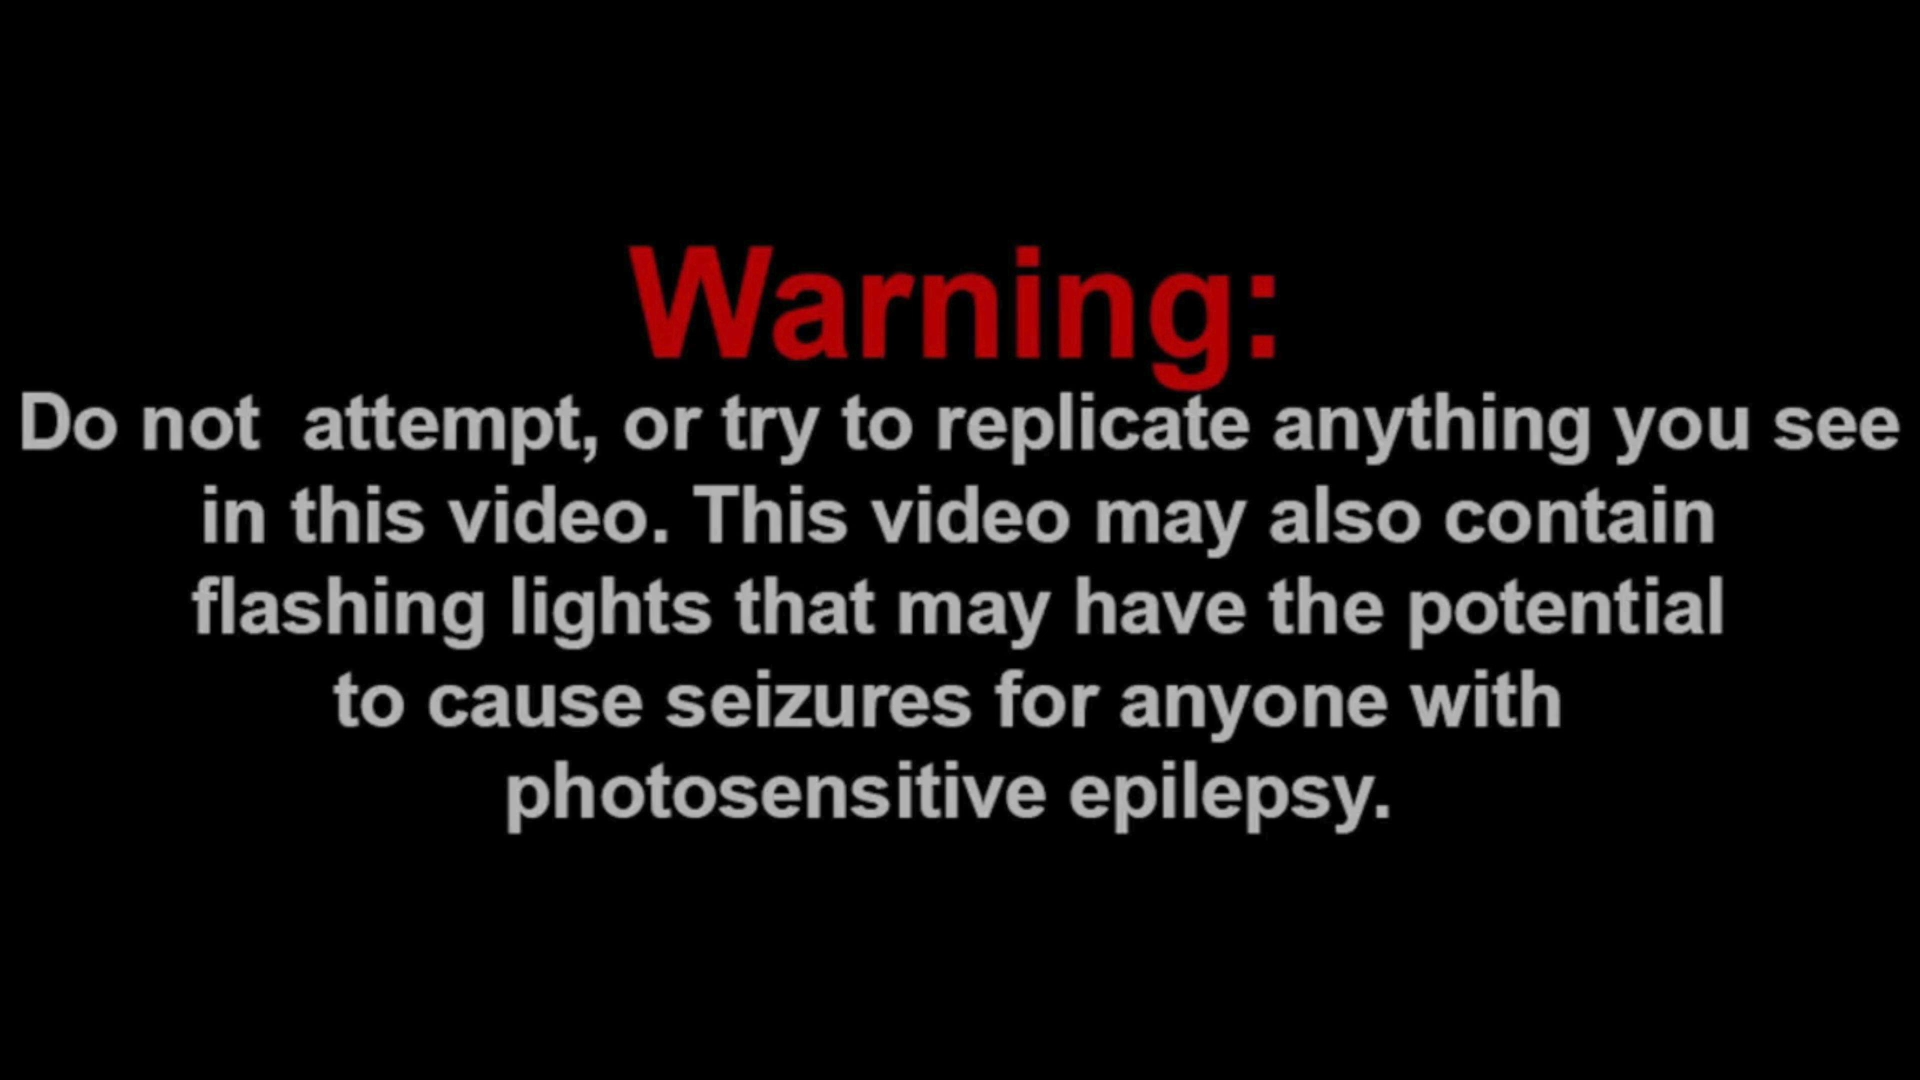 Warning:
Do not  attempt, or try to replicate anything you see
in this video. This video may also contain
flashing lights that may have the potential
to cause seizures for anyone with
photosensitive epilepsy.